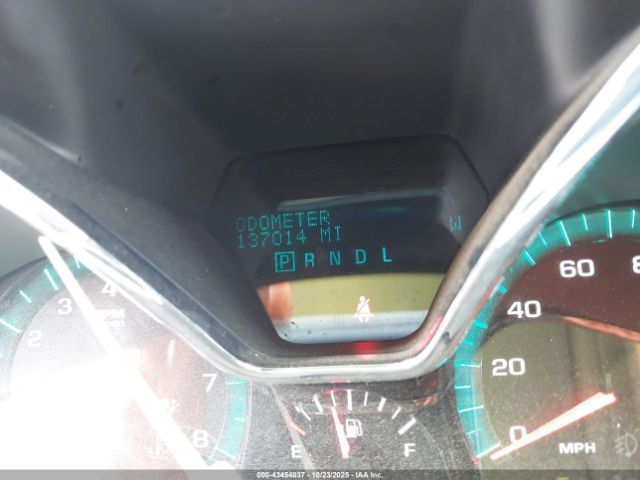 ODOMETER
137014 MI
W
P R N D L
2 3 4 7 8
E F
0 20 40 60 8
MPH
000-43454837 | 10/23/2025 - IAA Inc.